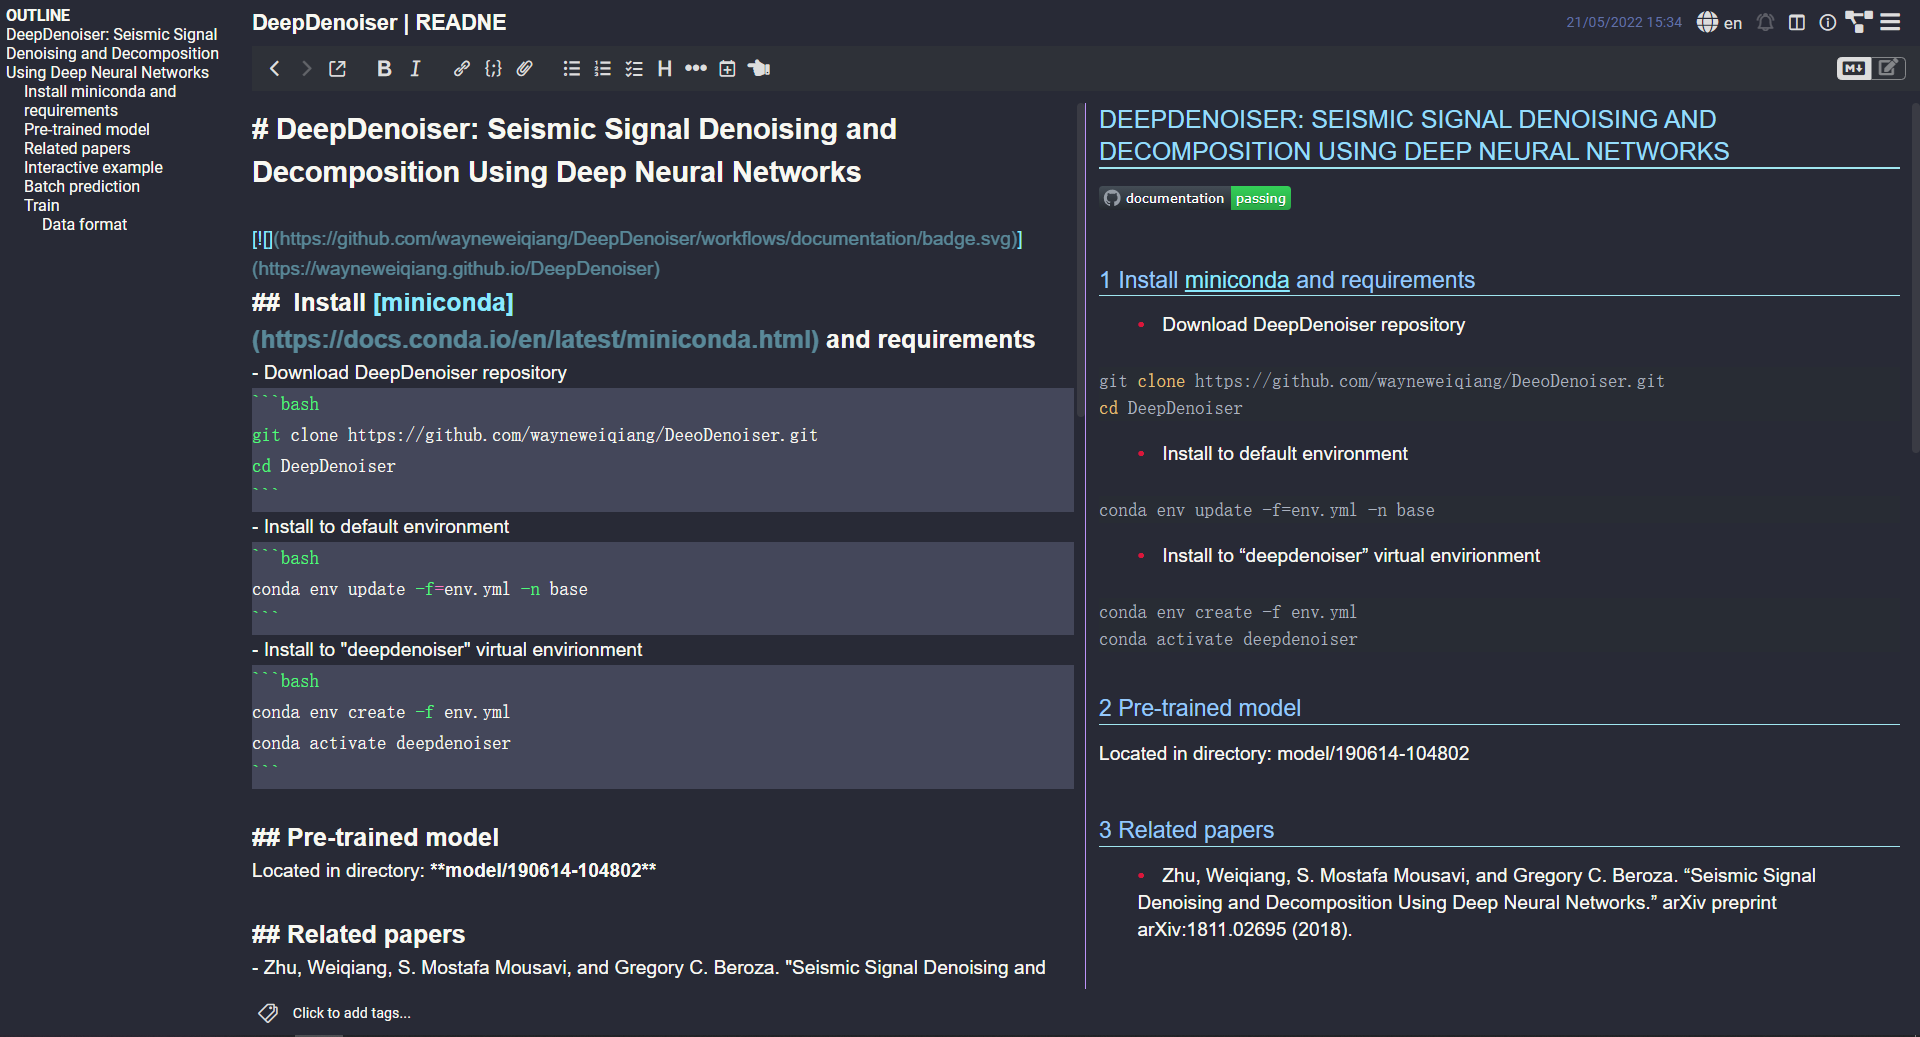 OUTLINE
DeepDenoiser: Seismic Signal
Denoising and Decomposition
Using Deep Neural Networks
Install miniconda and
requirements
Pre-trained model
Related papers
Interactive example
Batch prediction
Train
Data format
DeepDenoiser | READNE
21/05/2022 15:34
en
B I {;} H
M↓
# DeepDenoiser: Seismic Signal Denoising and
Decomposition Using Deep Neural Networks
[![](https://github.com/wayneweiqiang/DeepDenoiser/workflows/documentation/badge.svg)]
(https://wayneweiqiang.github.io/DeepDenoiser)
## Install [miniconda]
(https://docs.conda.io/en/latest/miniconda.html) and requirements
- Download DeepDenoiser repository
```bash
git clone https://github.com/wayneweiqiang/DeeoDenoiser.git
cd DeepDenoiser
```
- Install to default environment
```bash
conda env update -f=env.yml -n base
```
- Install to "deepdenoiser" virtual envirionment
```bash
conda env create -f env.yml
conda activate deepdenoiser
```
## Pre-trained model
Located in directory: **model/190614-104802**
## Related papers
- Zhu, Weiqiang, S. Mostafa Mousavi, and Gregory C. Beroza. "Seismic Signal Denoising and
Click to add tags...
DEEPDENOISER: SEISMIC SIGNAL DENOISING AND
DECOMPOSITION USING DEEP NEURAL NETWORKS
documentation passing
1 Install miniconda and requirements
• Download DeepDenoiser repository
git clone https://github.com/wayneweiqiang/DeeoDenoiser.git
cd DeepDenoiser
• Install to default environment
conda env update -f=env.yml -n base
• Install to “deepdenoiser” virtual envirionment
conda env create -f env.yml
conda activate deepdenoiser
2 Pre-trained model
Located in directory: model/190614-104802
3 Related papers
• Zhu, Weiqiang, S. Mostafa Mousavi, and Gregory C. Beroza. “Seismic Signal
Denoising and Decomposition Using Deep Neural Networks.” arXiv preprint
arXiv:1811.02695 (2018).